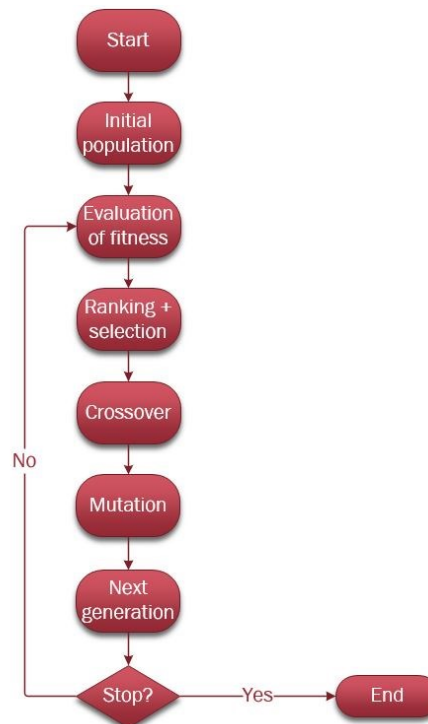 Start
Initial
population
Evaluation
of fitness
Ranking +
selection
Crossover
No
Mutation
Next
generation
Stop?
Yes
End